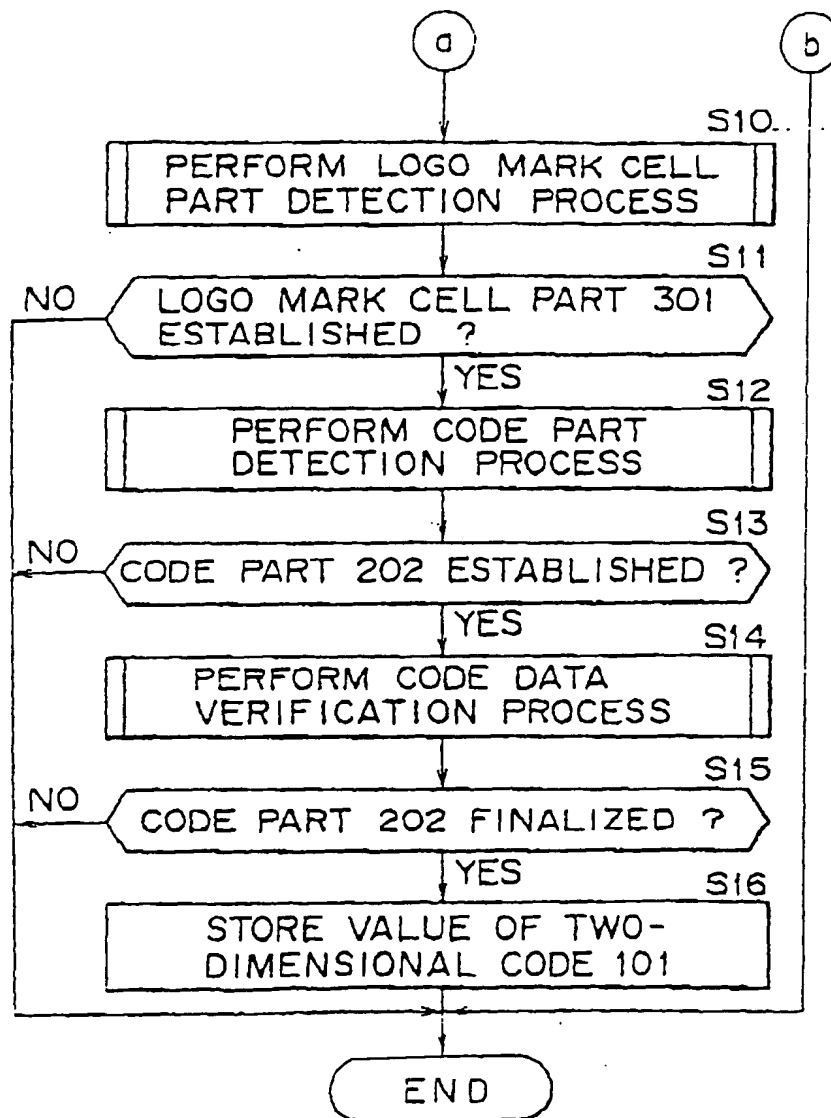 a
b
S10
PERFORM LOGO MARK CELL
PART DETECTION PROCESS
S11
NO
LOGO MARK CELL PART 301
ESTABLISHED ?
YES
S12
PERFORM CODE PART
DETECTION PROCESS
S13
NO
CODE PART 202 ESTABLISHED ?
YES
S14
PERFORM CODE DATA
VERIFICATION PROCESS
S15
NO
CODE PART 202 FINALIZED ?
YES
S16
STORE VALUE OF TWO-
DIMENSIONAL CODE 101
END